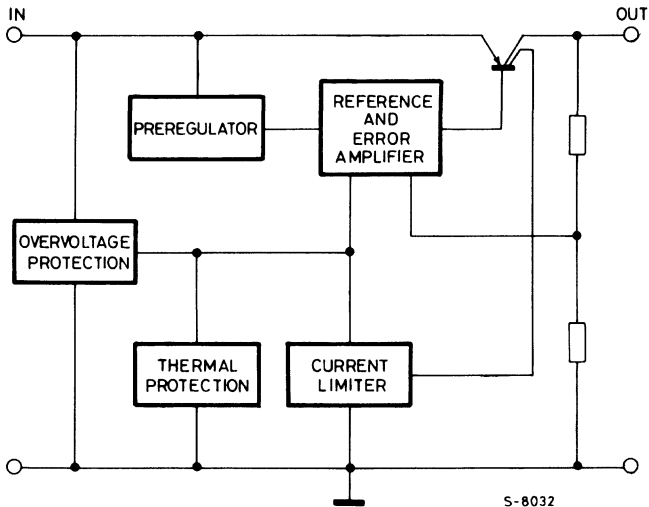 IN
OUT
PREREGULATOR
REFERENCE
AND
ERROR
AMPLIFIER
OVERVOLTAGE
PROTECTION
THERMAL
PROTECTION
CURRENT
LIMITER
S-8032